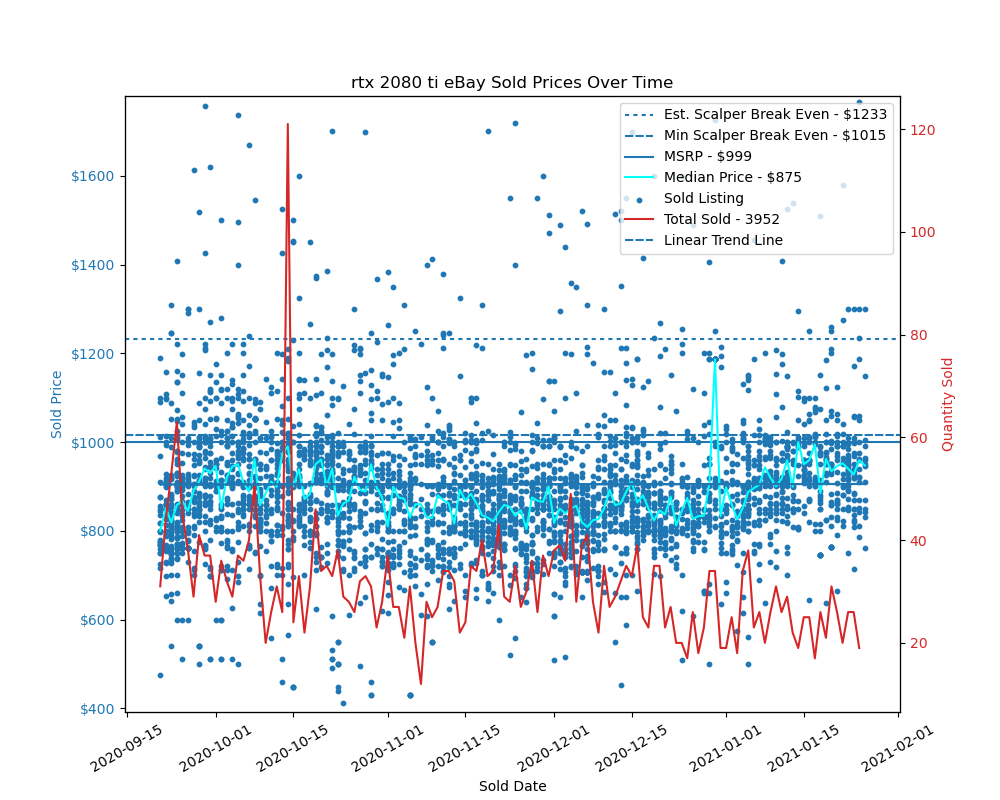 rtx 2080 ti eBay Sold Prices Over Time
Est. Scalper Break Even - $1233
Min Scalper Break Even - $1015
MSRP - $999
Median Price - $875
Sold Listing
Total Sold - 3952
Linear Trend Line
$1600
$1400
$1200
$1000
$800
$600
$400
Sold Price
120
100
80
60
40
20
Quantity Sold
2020-09-15
2020-10-01
2020-10-15
2020-11-01
2020-11-15
2020-12-01
2020-12-15
2021-01-01
2021-01-15
2021-02-01
Sold Date